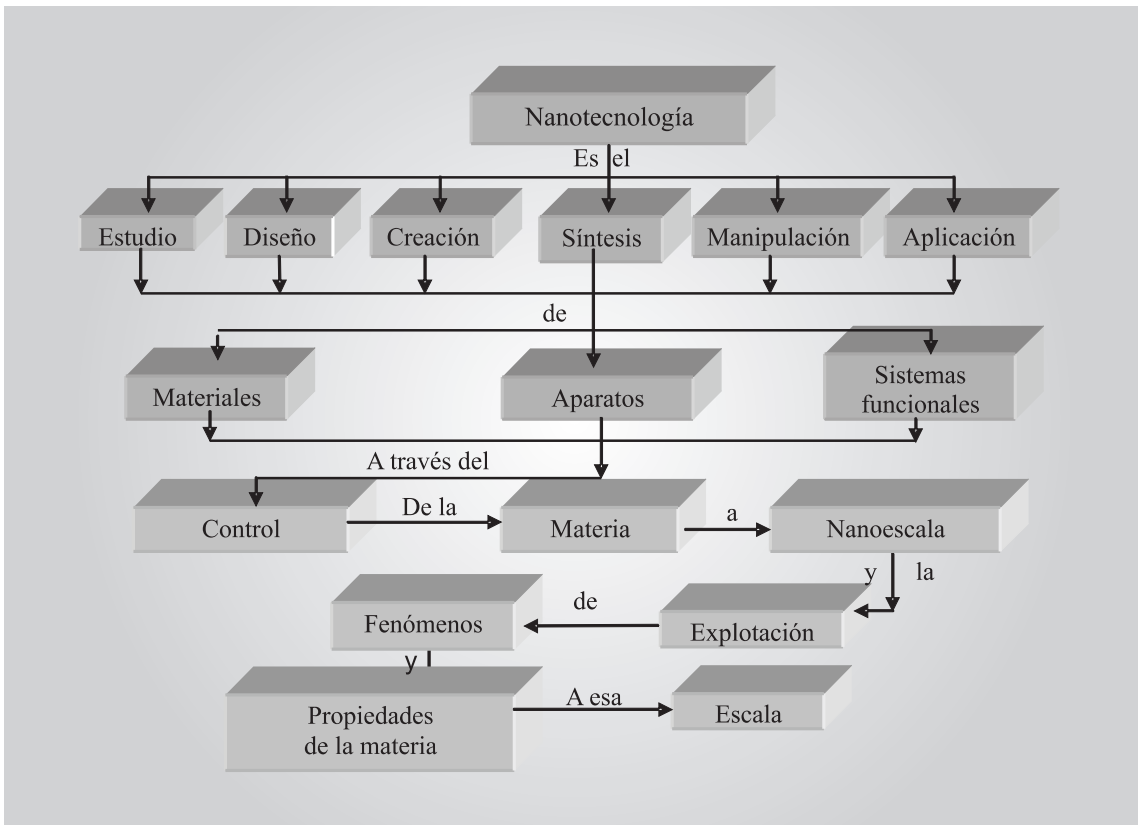 Nanotecnología
Es el
Estudio
Diseño
Creación
Síntesis
Manipulación
Aplicación
de
Materiales
Aparatos
Sistemas
funcionales
A través del
Control
De la
Materia
a
Nanoescala
y la
Explotación
de
Fenómenos
y
Propiedades
de la materia
A esa
Escala